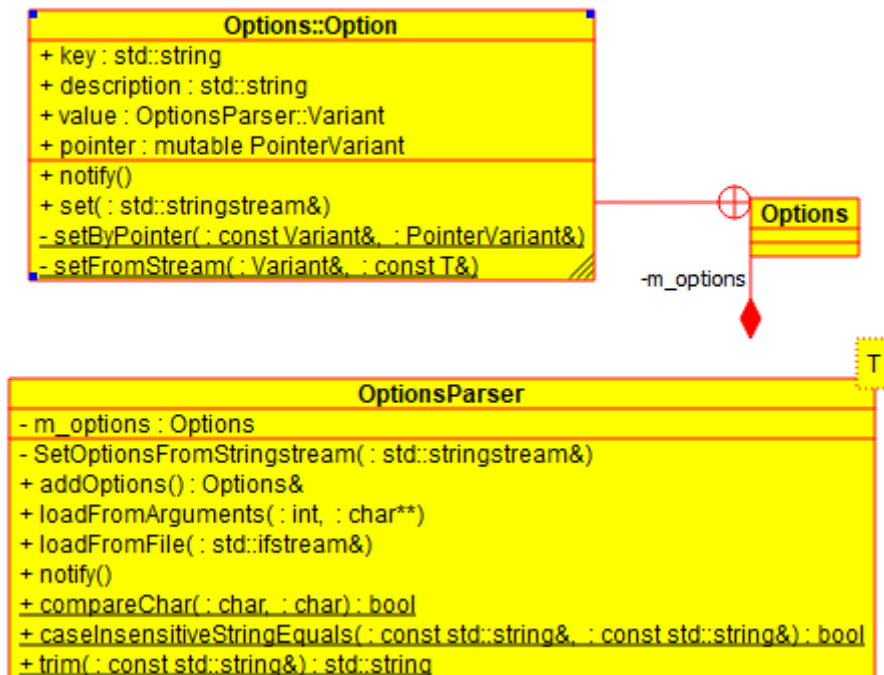 Options::Option
+ key : std::string
+ description : std::string
+ value : OptionsParser::Variant
+ pointer : mutable PointerVariant
+ notify()
+ set( : std::stringstream&)
- setByPointer( : const Variant&, : PointerVariant&)
- setFromStream( : Variant&, : const T&)
Options
-m_options
T
OptionsParser
- m_options : Options
- SetOptionsFromStringstream( : std::stringstream&)
+ addOptions() : Options&
+ loadFromArguments( : int, : char**)
+ loadFromFile( : std::ifstream&)
+ notify()
+ compareChar( : char, : char) : bool
+ caseInsensitiveStringEquals( : const std::string&, : const std::string&) : bool
+ trim( : const std::string&) : std::string